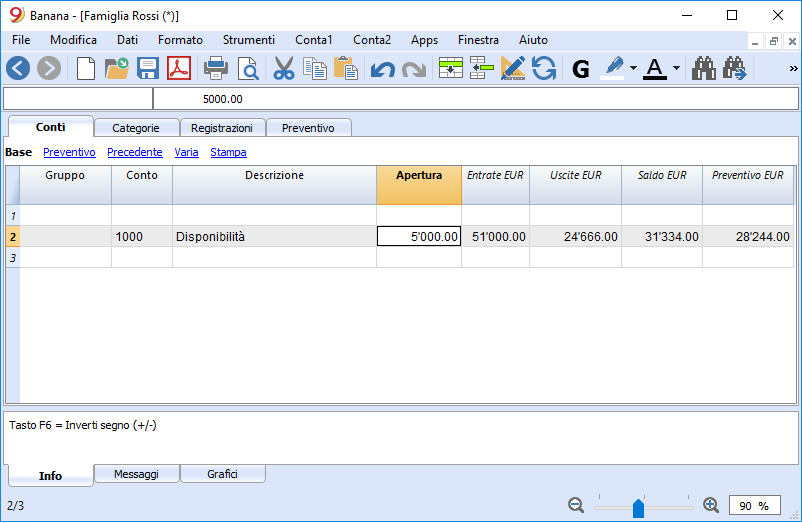 Banana - [Famiglia Rossi (*)]
File Modifica Dati Formato Strumenti Conta1 Conta2 Apps Finestra Aiuto
G A »
5000.00
Conti Categorie Registrazioni Preventivo
Base Preventivo Precedente Varia Stampa
Gruppo Conto Descrizione Apertura Entrate EUR Uscite EUR Saldo EUR Preventivo EUR
1
2 1000 Disponibilità 5'000.00 51'000.00 24'666.00 31'334.00 28'244.00
3
Tasto F6 = Inverti segno (+/-)
Info Messaggi Grafici
2/3 90 %